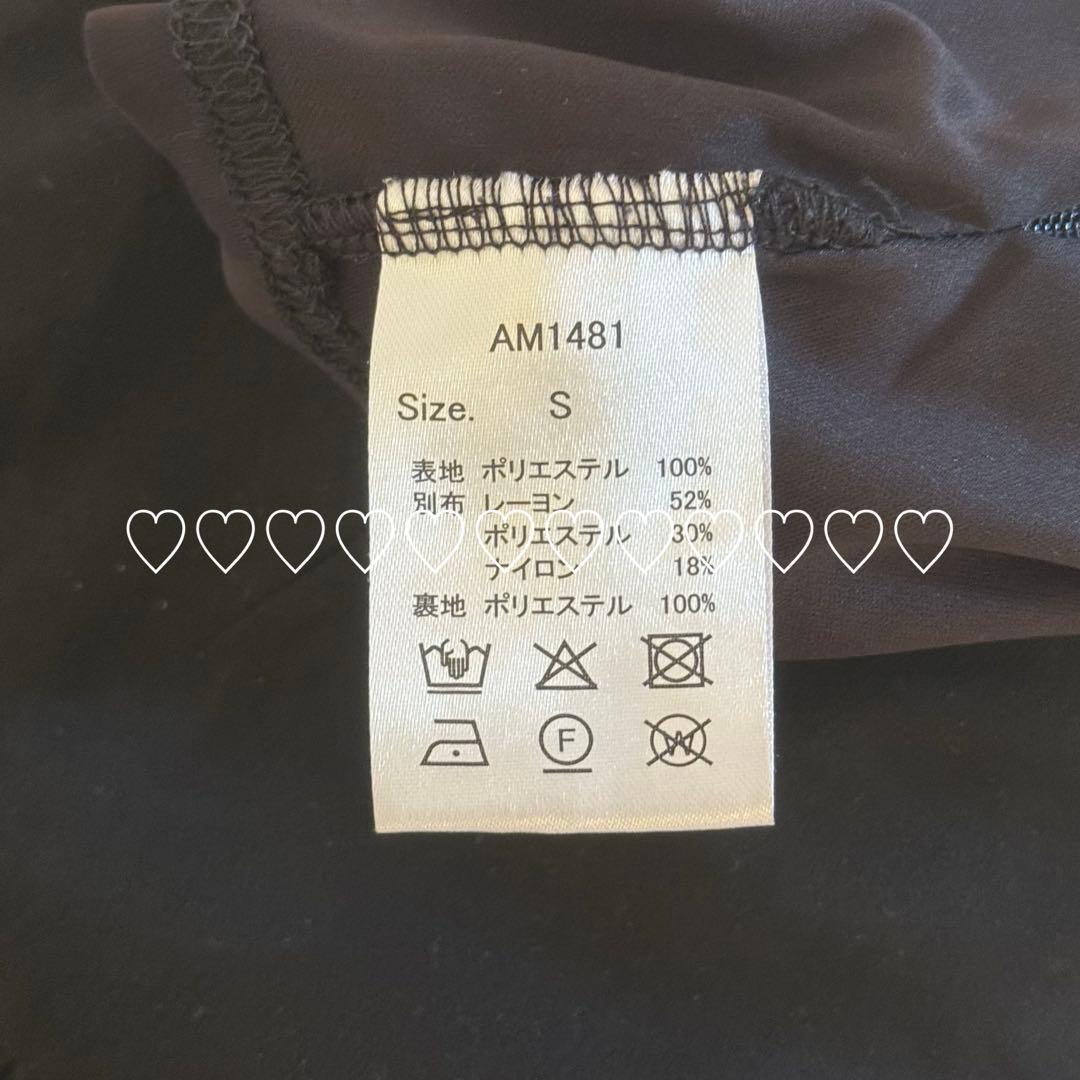 AM1481
Size. S
表地 ポリエステル 100%
別布 レーヨン 52%
ポリエステル 30%
ナイロン 18%
裏地 ポリエステル 100%
F
W